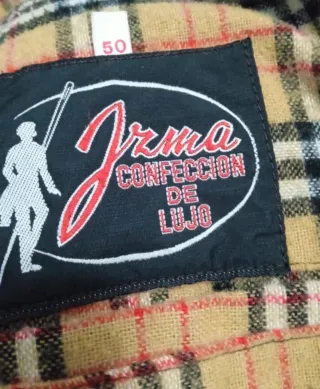 50
Irma
CONFECCION
DE
LUJO